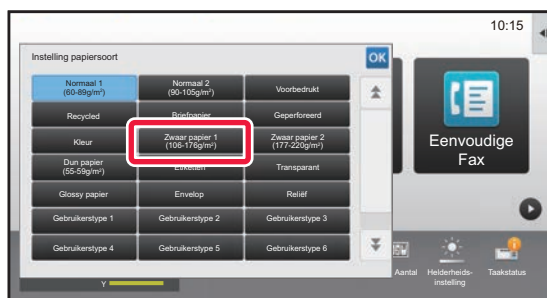 10:15
Instelling papiersoort
OK
Normaal 1
(60-89g/m²)
Normaal 2
(90-105g/m²)
Voorbedrukt
Recycled
Briefpapier
Geperforeerd
Kleur
Zwaar papier 1
(106-176g/m²)
Zwaar papier 2
(177-220g/m²)
Dun papier
(55-59g/m²)
Etiketten
Transparant
Glossy papier
Envelop
Reliëf
Gebruikerstype 1
Gebruikerstype 2
Gebruikerstype 3
Gebruikerstype 4
Gebruikerstype 5
Gebruikerstype 6
Eenvoudige
Fax
Aantal
Helderheids-
instelling
Taakstatus
Y